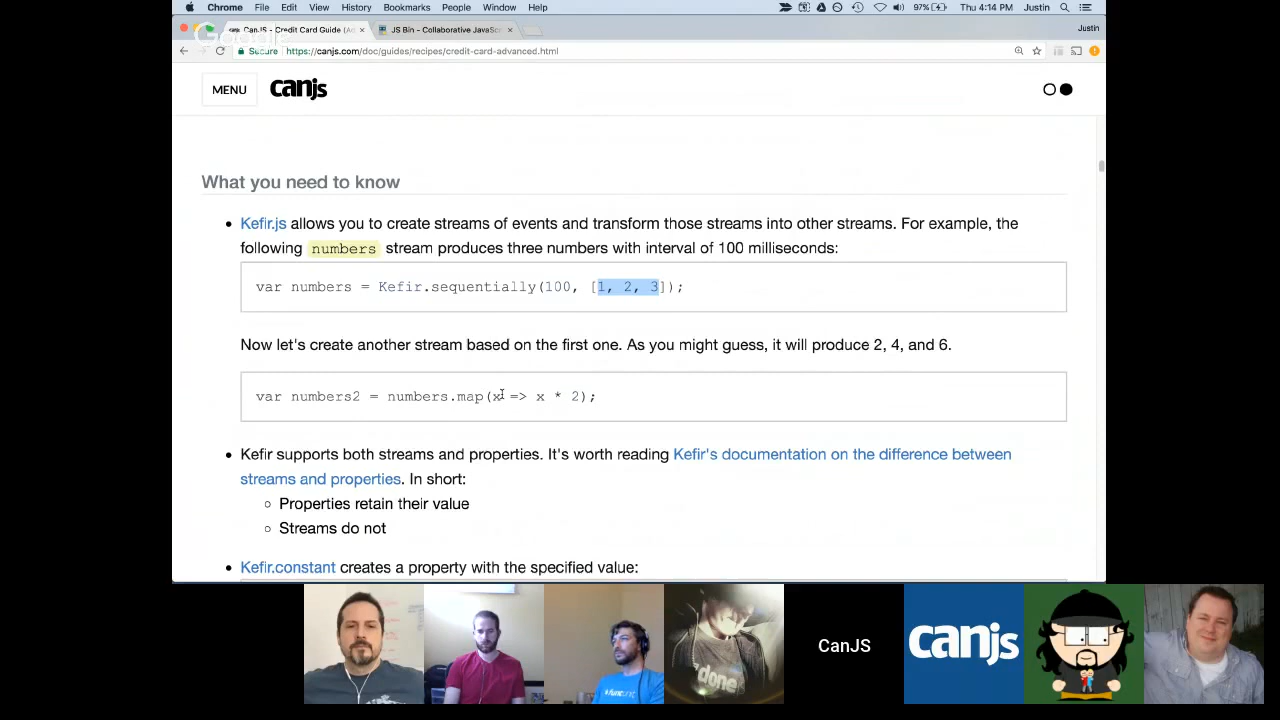 Chrome File Edit View History Bookmarks People Window Help 97% Thu 4:14 PM Justin
CanJS - Credit Card Guide (Ad JS Bin - Collaborative JavaScr Justin
Secure https://canjs.com/doc/guides/recipes/credit-card-advanced.html
MENU canjs
What you need to know
Kefir.js allows you to create streams of events and transform those streams into other streams. For example, the
following numbers stream produces three numbers with interval of 100 milliseconds:
var numbers = Kefir.sequentially(100, [1, 2, 3]);
Now let's create another stream based on the first one. As you might guess, it will produce 2, 4, and 6.
var numbers2 = numbers.map(x => x * 2);
Kefir supports both streams and properties. It's worth reading Kefir's documentation on the difference between
streams and properties. In short:
Properties retain their value
Streams do not
Kefir.constant creates a property with the specified value:
funcunit
done
CanJS
canjs